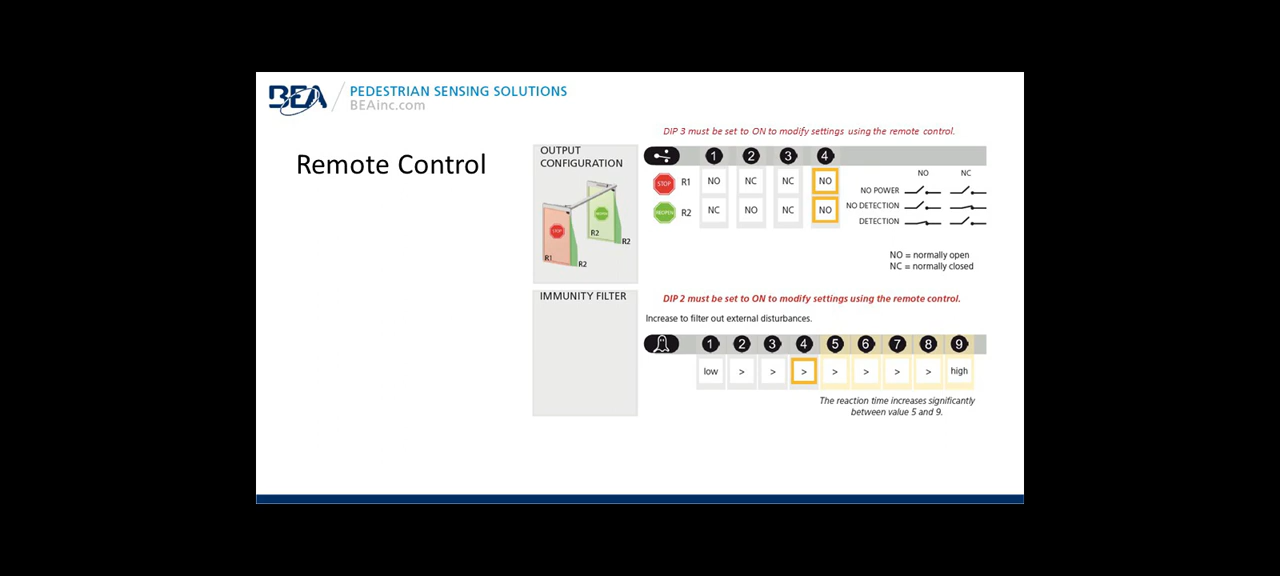 BEA
PEDESTRIAN SENSING SOLUTIONS
BEAinc.com
Remote Control
DIP 3 must be set to ON to modify settings using the remote control.
OUTPUT
CONFIGURATION
STOP
REOPEN
R1
R2
R2
R2
1 2 3 4
STOP R1 NO NC NC NO
REOPEN R2 NC NO NC NO
NO NC
NO POWER
NO DETECTION
DETECTION
NO = normally open
NC = normally closed
IMMUNITY FILTER
DIP 2 must be set to ON to modify settings using the remote control.
Increase to filter out external disturbances.
1 2 3 4 5 6 7 8 9
low > > > > > > > high
The reaction time increases significantly
between value 5 and 9.